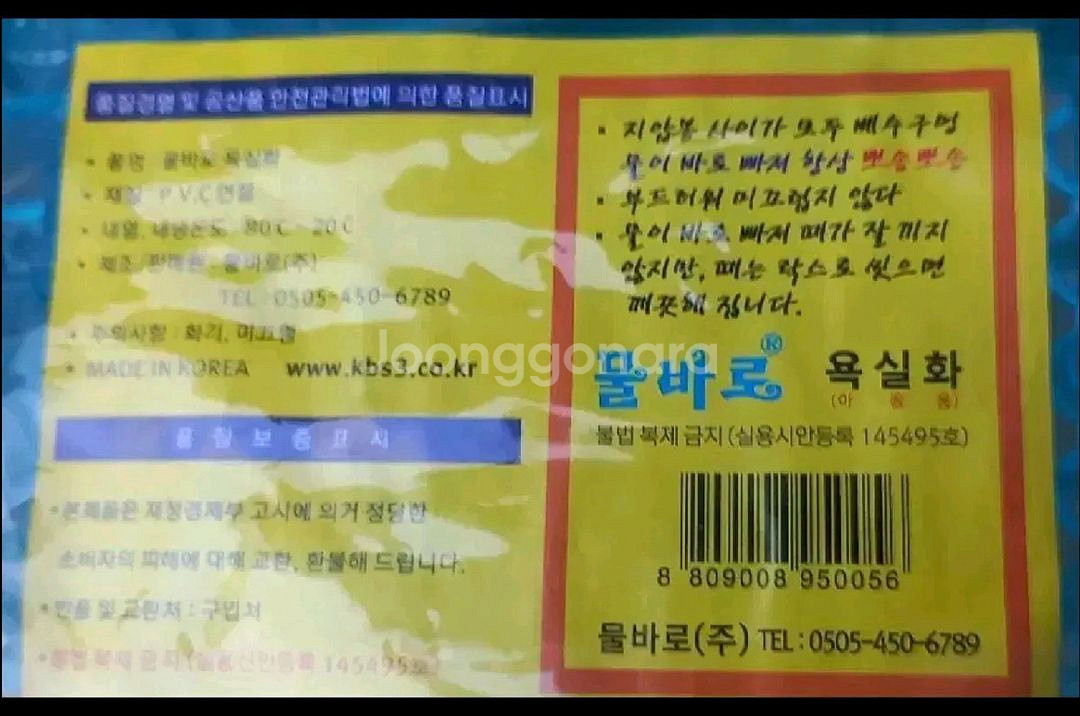 품질경영 및 공산품 안전관리법에 의한 품질표시
• 품명 : 물바로 욕실화
• 재질 : P.V.C 연질
• 내열, 내냉온도 : 80℃ - 20℃
• 제조 판매원 : 물바로(주)
TEL : 0505-450-6789
• 주의사항 : 화기, 미끄럼
• MADE IN KOREA www.kbs3.co.kr
품 질 보 증 표 시
•본제품은 재정경제부 고시에 의거 정당한
소비자의 피해에 대해 교환, 환불해 드립니다.
•반품 및 교환처 : 구입처
•불법 복제 금지 (실용신안등록 145495호)
• 지압봉 사이가 모두 배수구멍
물이 바로 빠져 항상 뽀송뽀송
• 부드러워 미끄럽지 않다
• 물이 바로 빠져 때가 잘 끼지
않지만, 때는 락스로 씻으면
깨끗해 집니다.
물바로® 욕실화
(아 동 용)
불법 복제 금지 (실용시안등록 145495호)
8 809008 950056
물바로(주) TEL : 0505-450-6789
joonggonara